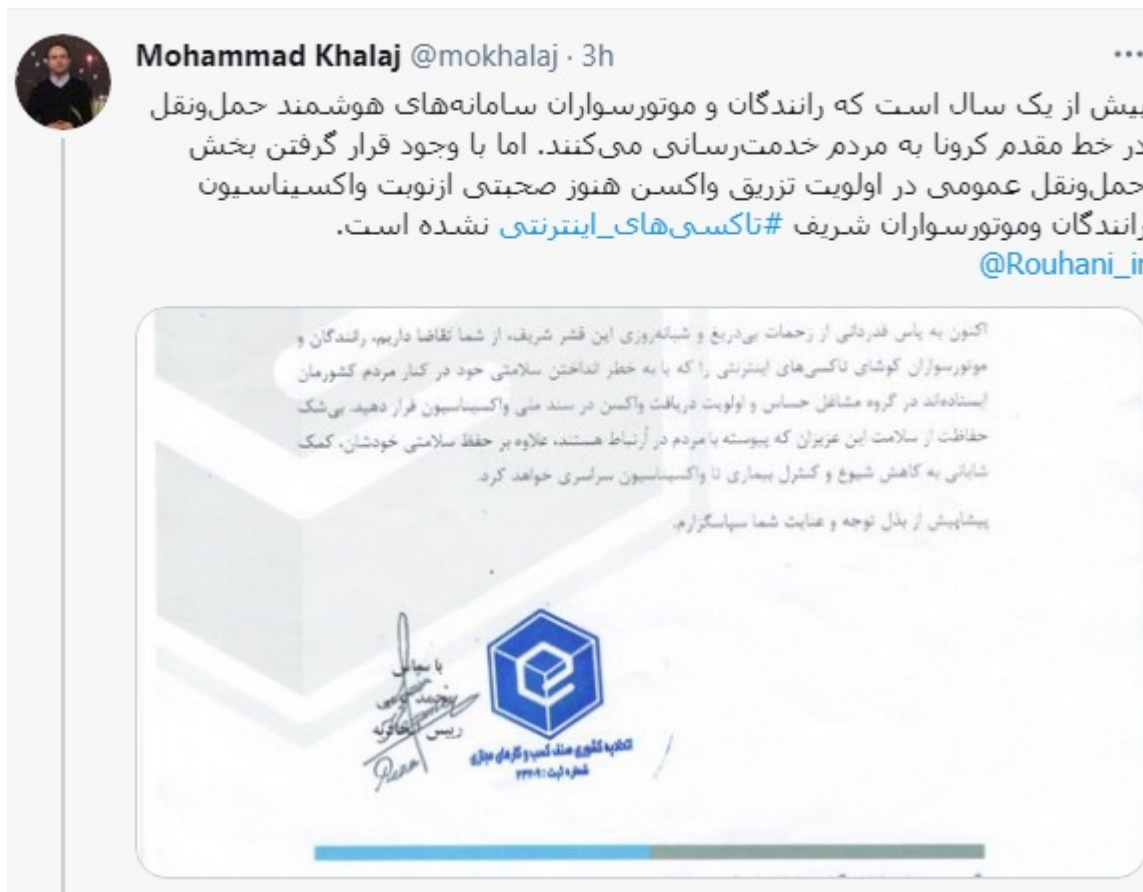 Mohammad Khalaj @mokhalaj · 3h
بیش از یک سال است که رانندگان و موتورسواران سامانه‌های هوشمند حمل‌ونقل
در خط مقدم کرونا به مردم خدمت‌رسانی می‌کنند. اما با وجود قرار گرفتن بخش
حمل‌ونقل عمومی در اولویت تزریق واکسن هنوز صحبتی ازنوبت واکسیناسیون
رانندگان وموتورسواران شریف #تاکسی‌های_اینترنتی نشده است.
@Rouhani_ir
اکنون به پاس قدردانی از زحمات بی‌دریغ و شبانه‌روزی این قشر شریف، از شما تقاضا داریم، رانندگان و
موتورسواران کوشای تاکسی‌های اینترنتی را که با به خطر انداختن سلامتی خود در کنار مردم کشورمان
ایستاده‌اند در گروه مشاغل حساس و اولویت دریافت واکسن در سند ملی واکسیناسیون قرار دهید. بی‌شک
حفاظت از سلامت این عزیزان که پیوسته با مردم در ارتباط هستند، علاوه بر حفظ سلامتی خودشان، کمک
شایانی به کاهش شیوع و کنترل بیماری تا واکسیناسیون سراسری خواهد کرد.
پیشاپیش از بذل توجه و عنایت شما سپاسگزارم.
با سپاس
رییس
اتحادیه کشوری صنف کسب و کارهای مجازی
شماره ثبت: